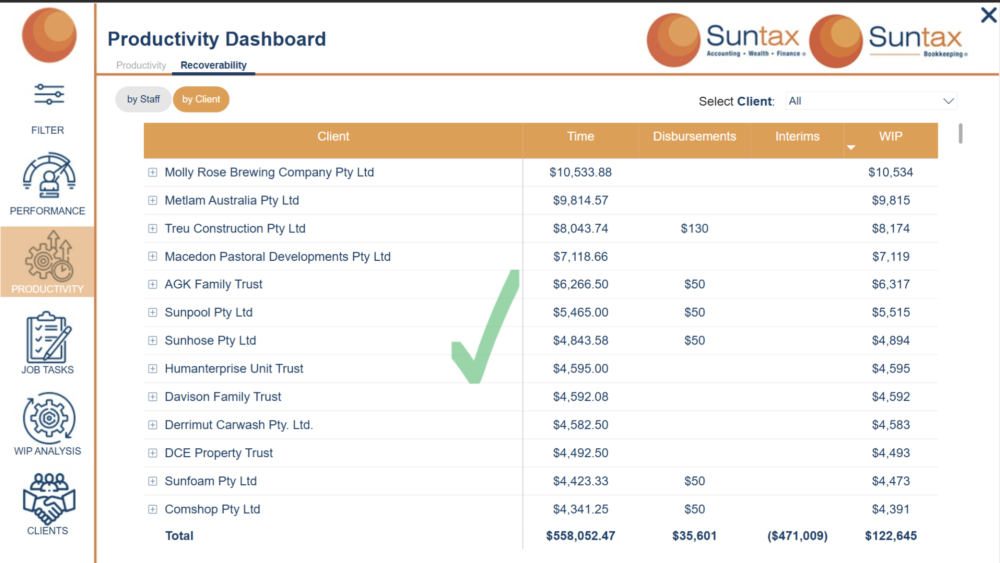 Productivity Dashboard
Suntax
Accounting • Wealth • Finance ®
Suntax
Bookkeeping ®
Productivity Recoverability
by Staff by Client
Select Client: All
FILTER
PERFORMANCE
PRODUCTIVITY
JOB TASKS
WIP ANALYSIS
CLIENTS
Client Time Disbursements Interims WIP
Molly Rose Brewing Company Pty Ltd $10,533.88 $10,534
Metlam Australia Pty Ltd $9,814.57 $9,815
Treu Construction Pty Ltd $8,043.74 $130 $8,174
Macedon Pastoral Developments Pty Ltd $7,118.66 $7,119
AGK Family Trust $6,266.50 $50 $6,317
Sunpool Pty Ltd $5,465.00 $50 $5,515
Sunhose Pty Ltd $4,843.58 $50 $4,894
Humanterprise Unit Trust $4,595.00 $4,595
Davison Family Trust $4,592.08 $4,592
Derrimut Carwash Pty. Ltd. $4,582.50 $4,583
DCE Property Trust $4,492.50 $4,493
Sunfoam Pty Ltd $4,423.33 $50 $4,473
Comshop Pty Ltd $4,341.25 $50 $4,391
Total $558,052.47 $35,601 ($471,009) $122,645